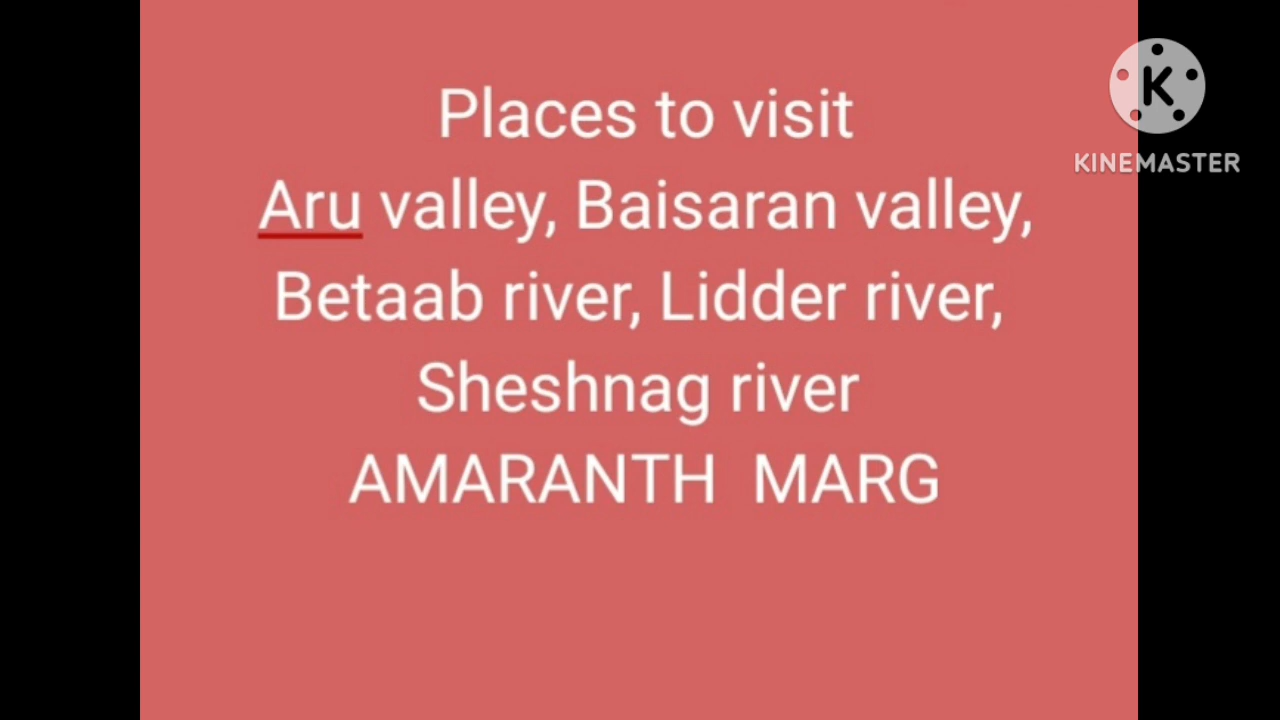 Places to visit
Aru valley, Baisaran valley,
Betaab river, Lidder river,
Sheshnag river
AMARANTH MARG
K
KINEMASTER